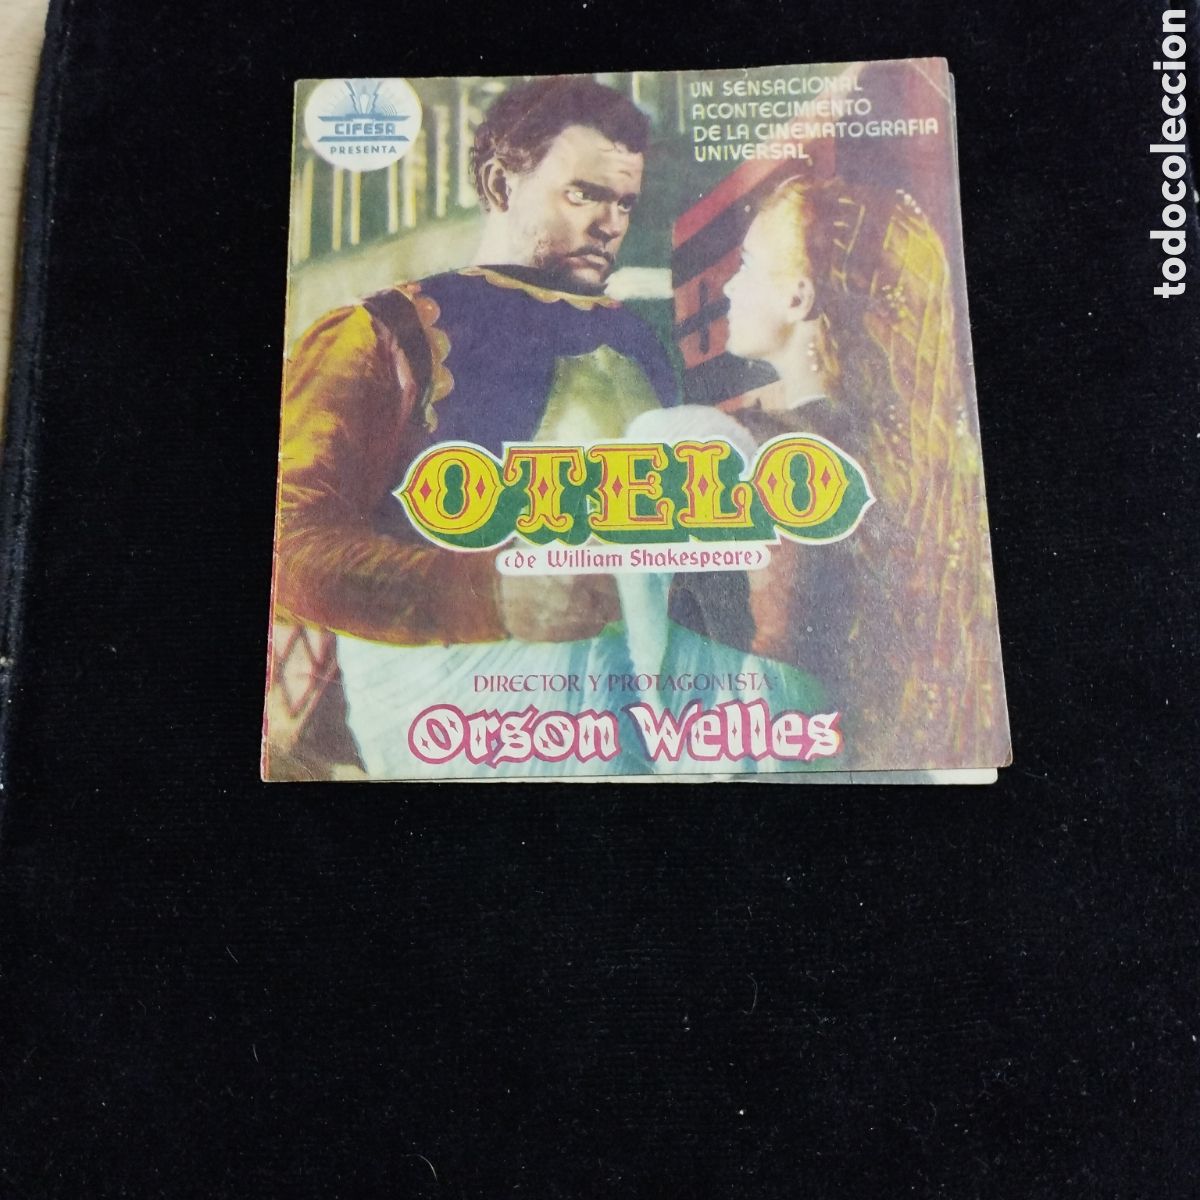 CIFESA
PRESENTA
UN SENSACIONAL
ACONTECIMIENTO
DE LA CINEMATOGRAFIA
UNIVERSAL
OTELO
(de William Shakespeare)
DIRECTOR Y PROTAGONISTA:
Orson Welles
todocoleccion